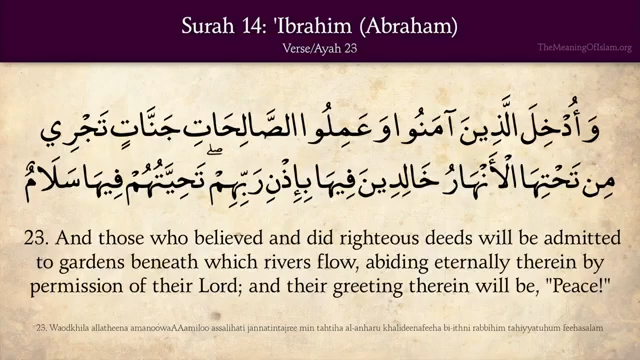 Surah 14: 'Ibrahim (Abraham)
Verse/Ayah 23
TheMeaningOfIslam.org
وَأُدْخِلَ الَّذِينَ آمَنُوا وَعَمِلُوا الصَّالِحَاتِ جَنَّاتٍ تَجْرِي
مِن تَحْتِهَا الْأَنْهَارُ خَالِدِينَ فِيهَا بِإِذْنِ رَبِّهِمْ ۖ تَحِيَّتُهُمْ فِيهَا سَلَامٌ
23. And those who believed and did righteous deeds will be admitted
to gardens beneath which rivers flow, abiding eternally therein by
permission of their Lord; and their greeting therein will be, "Peace!"
23. Waodkhila allatheena amanoowaAAamiloo assalihati jannatintajree min tahtiha al-anharu khalideenafeeha bi-ithni rabbihim tahiyyatuhum feehasalam